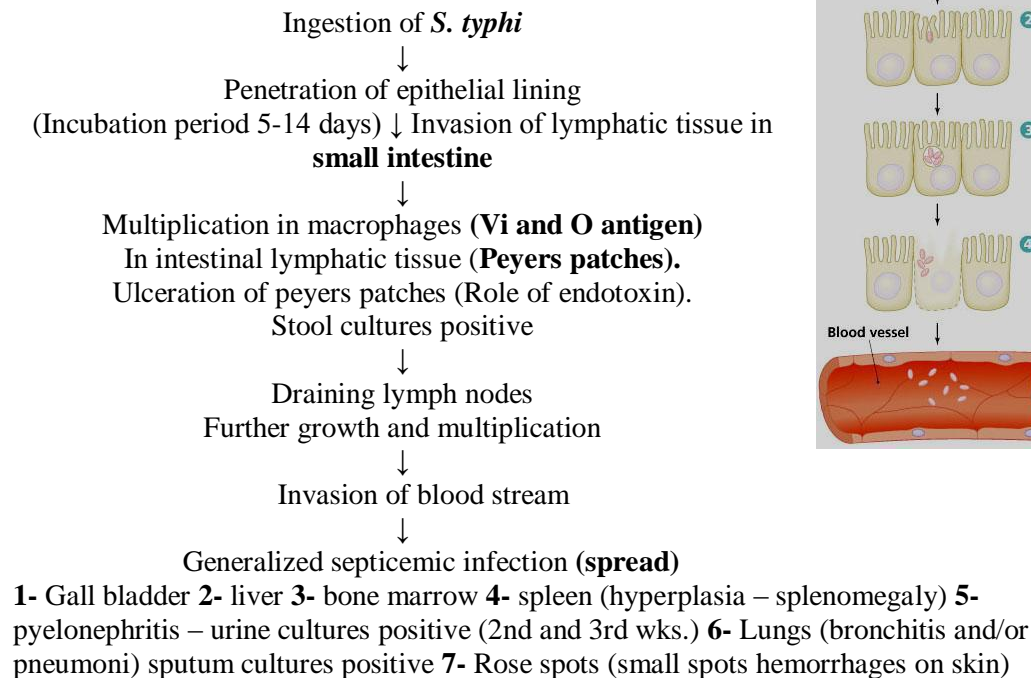 Ingestion of S. typhi
↓
Penetration of epithelial lining
(Incubation period 5-14 days) ↓ Invasion of lymphatic tissue in
small intestine
↓
Multiplication in macrophages (Vi and O antigen)
In intestinal lymphatic tissue (Peyers patches).
Ulceration of peyers patches (Role of endotoxin).
Stool cultures positive
↓
Draining lymph nodes
Further growth and multiplication
↓
Invasion of blood stream
↓
Generalized septicemic infection (spread)
1- Gall bladder 2- liver 3- bone marrow 4- spleen (hyperplasia – splenomegaly) 5-
pyelonephritis – urine cultures positive (2nd and 3rd wks.) 6- Lungs (bronchitis and/or
pneumoni) sputum cultures positive 7- Rose spots (small spots hemorrhages on skin)
2
3
4
Blood vessel